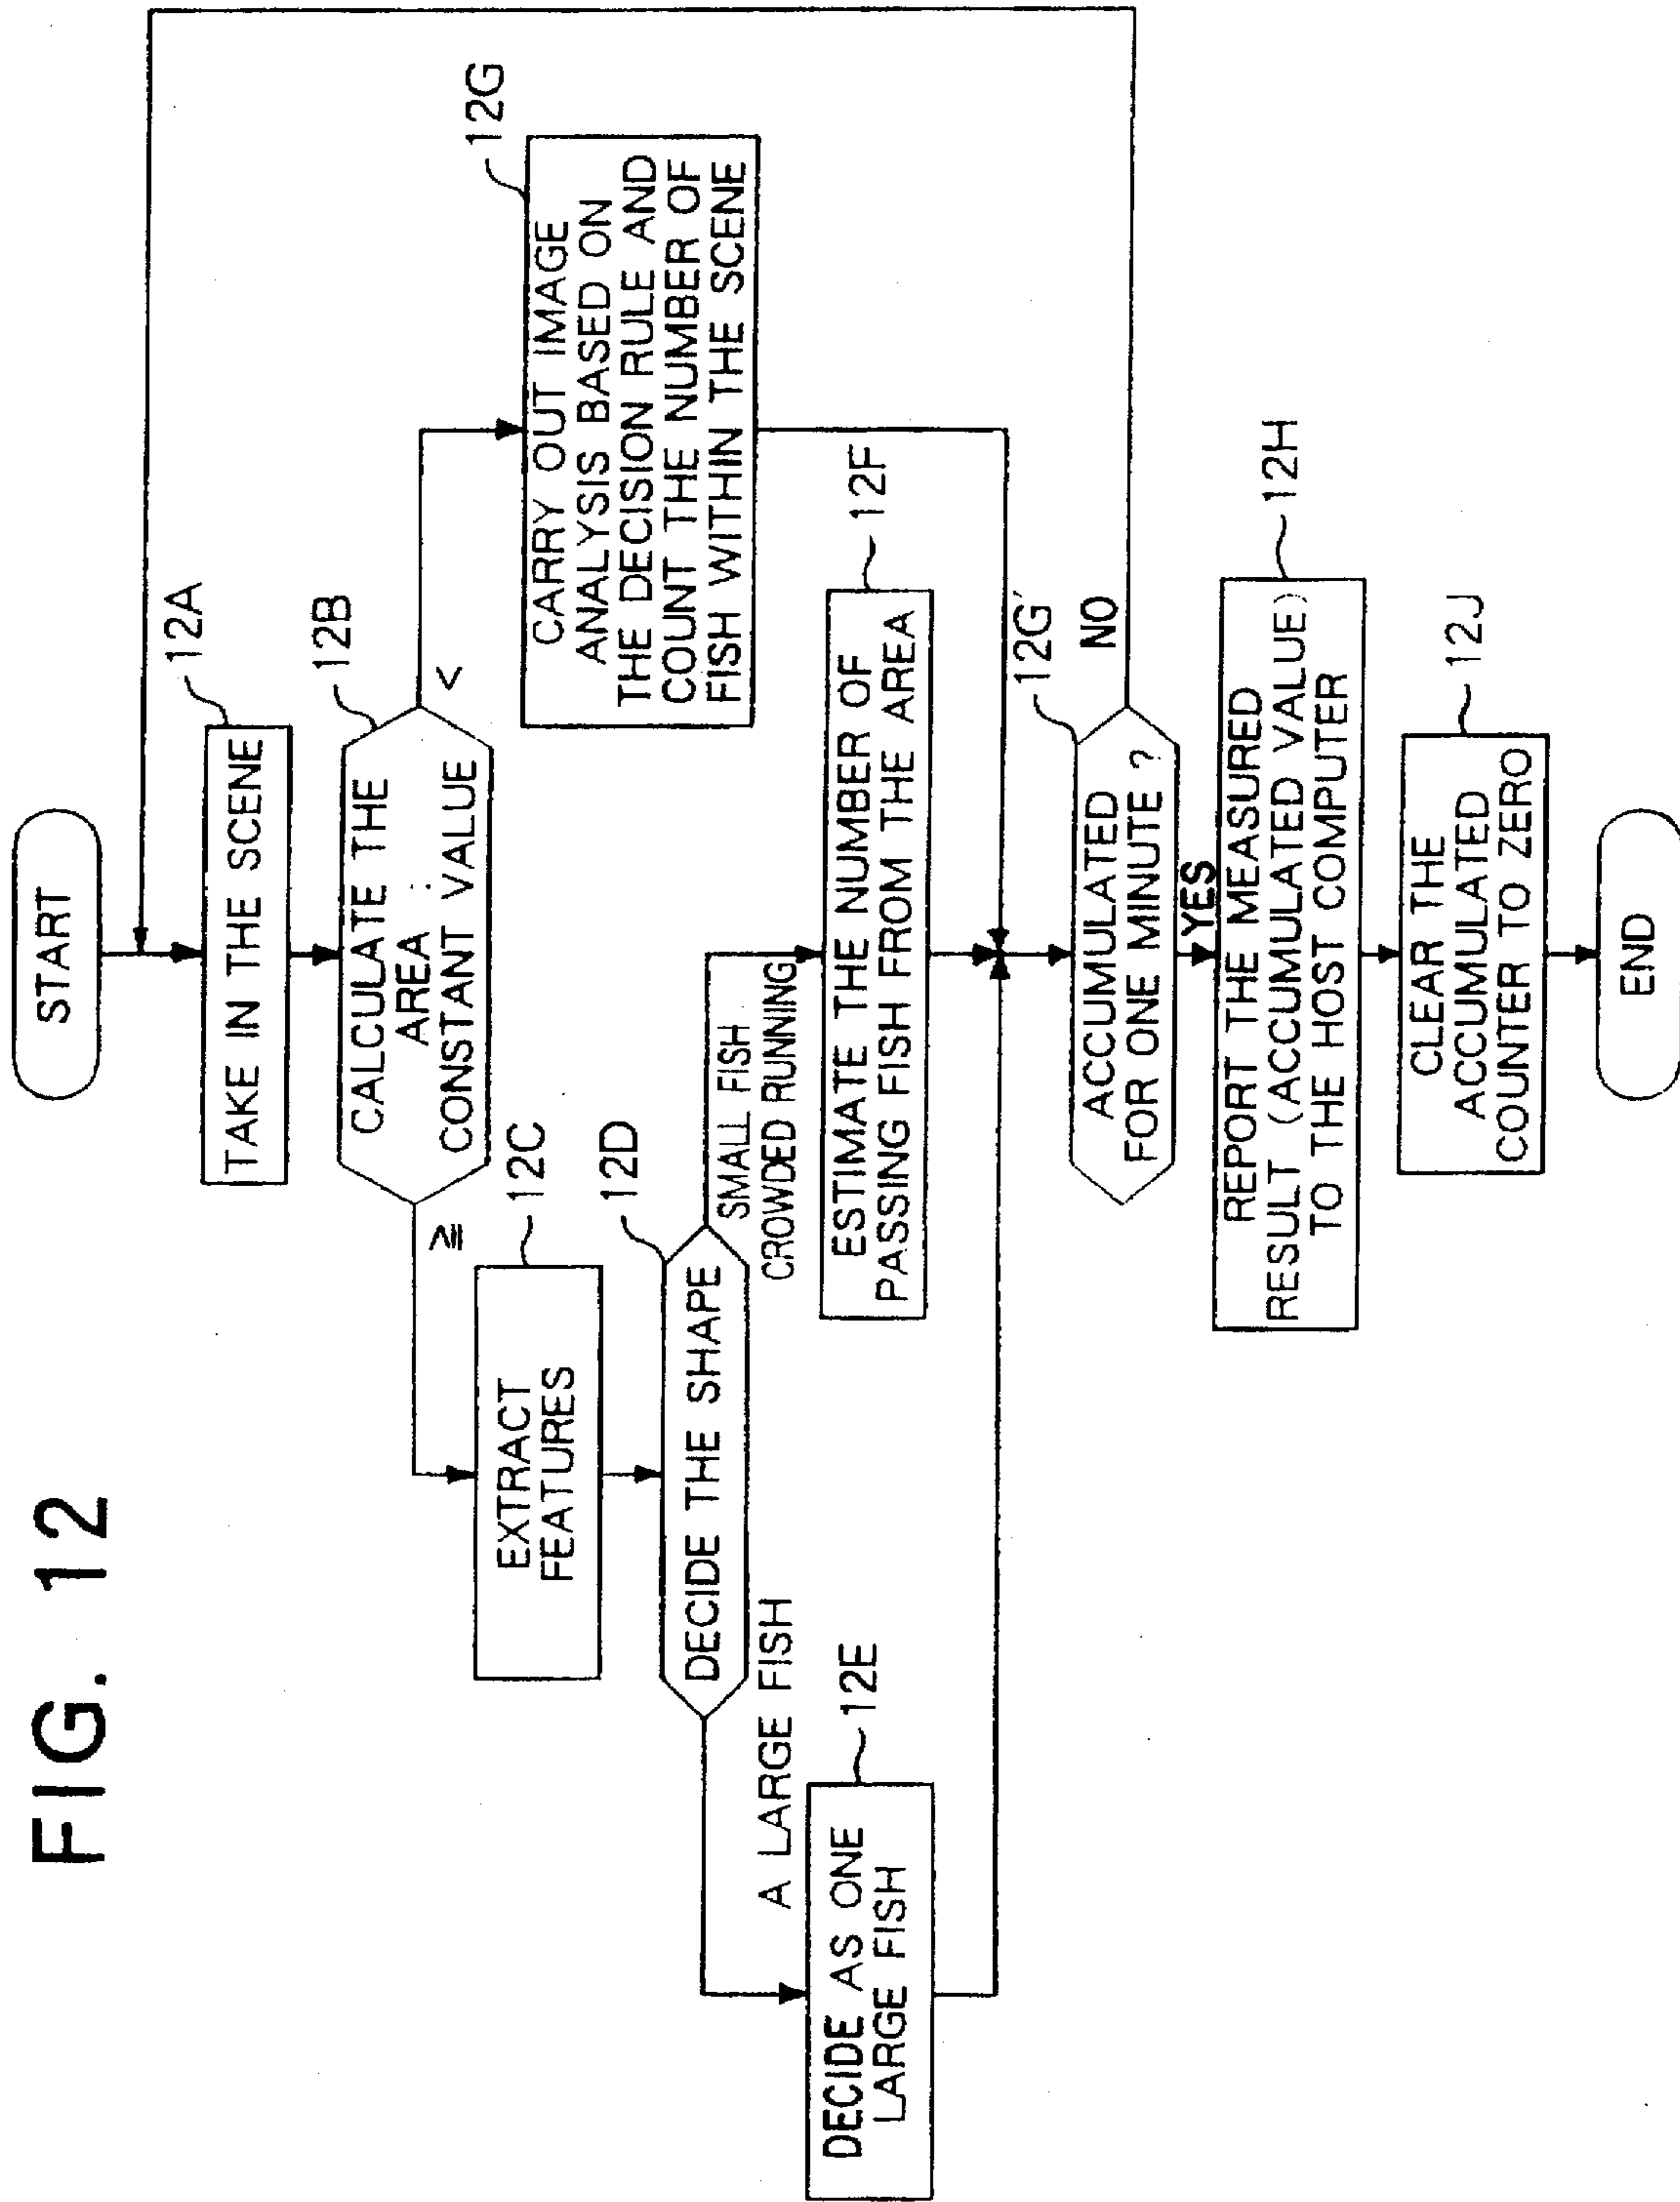 FIG. 12
START
12A
TAKE IN THE SCENE
12B
CALCULATE THE
AREA :
CONSTANT VALUE
≧
<
12C
EXTRACT
FEATURES
12G
CARRY OUT IMAGE
ANALYSIS BASED ON
THE DECISION RULE AND
COUNT THE NUMBER OF
FISH WITHIN THE SCENE
12D
DECIDE THE SHAPE
A LARGE FISH
SMALL FISH
CROWDED RUNNING
12E
DECIDE AS ONE
LARGE FISH
12F
ESTIMATE THE NUMBER OF
PASSING FISH FROM THE AREA
12G'
ACCUMULATED
FOR ONE MINUTE ?
NO
YES
12H
REPORT THE MEASURED
RESULT (ACCUMULATED VALUE)
TO THE HOST COMPUTER
12J
CLEAR THE
ACCUMULATED
COUNTER TO ZERO
END